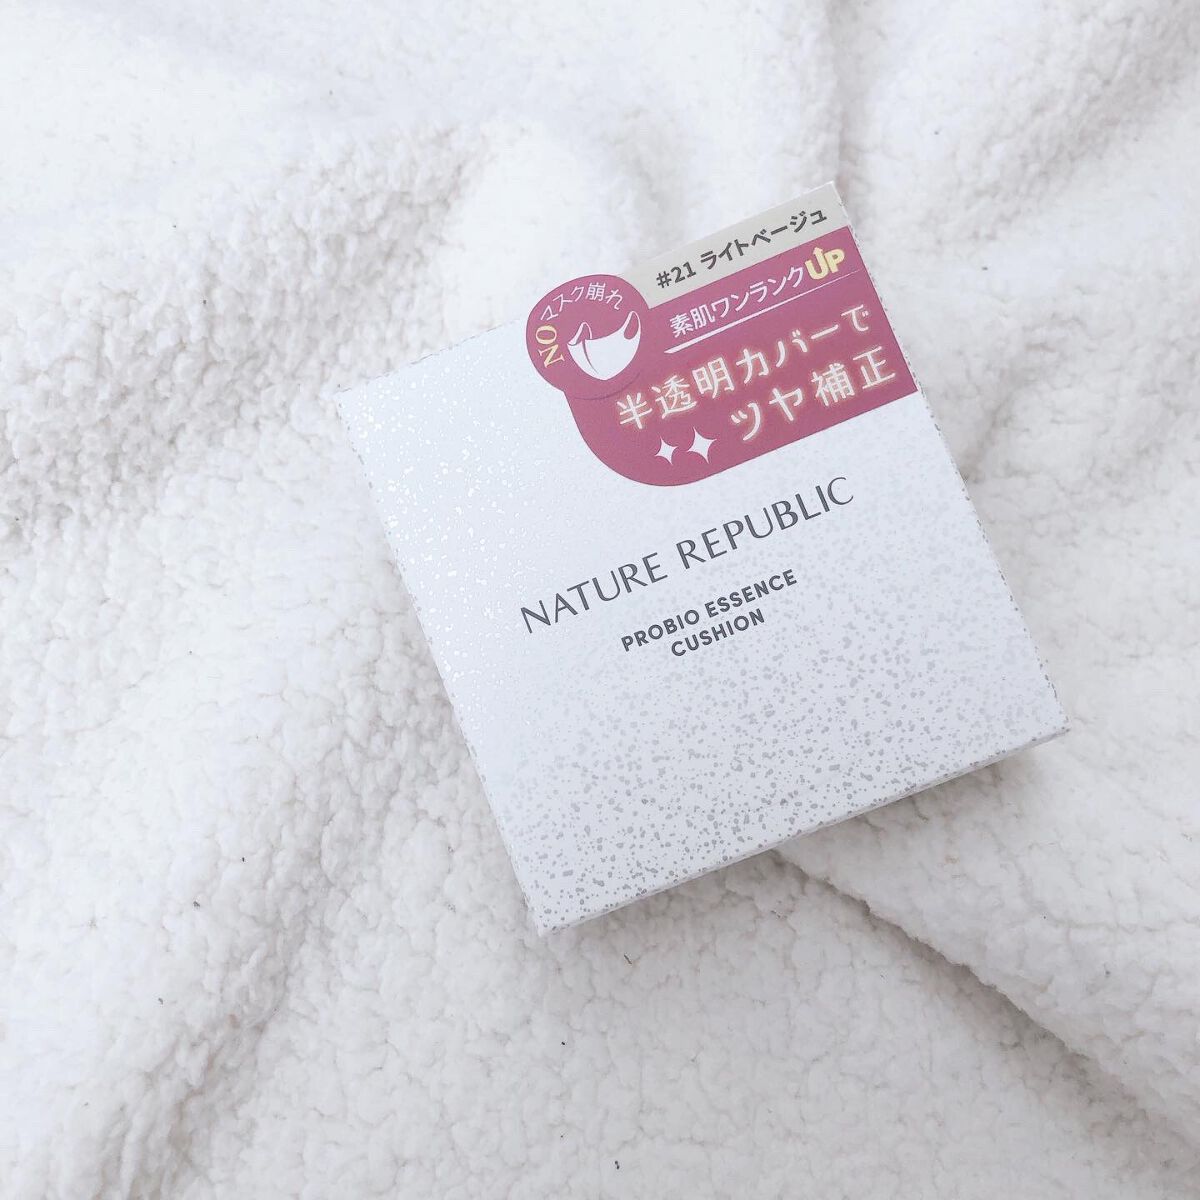 #21 ライトベージュ
NO マスク崩れ
素肌ワンランクUP
半透明カバーで
ツヤ補正
NATURE REPUBLIC
PROBIO ESSENCE
CUSHION